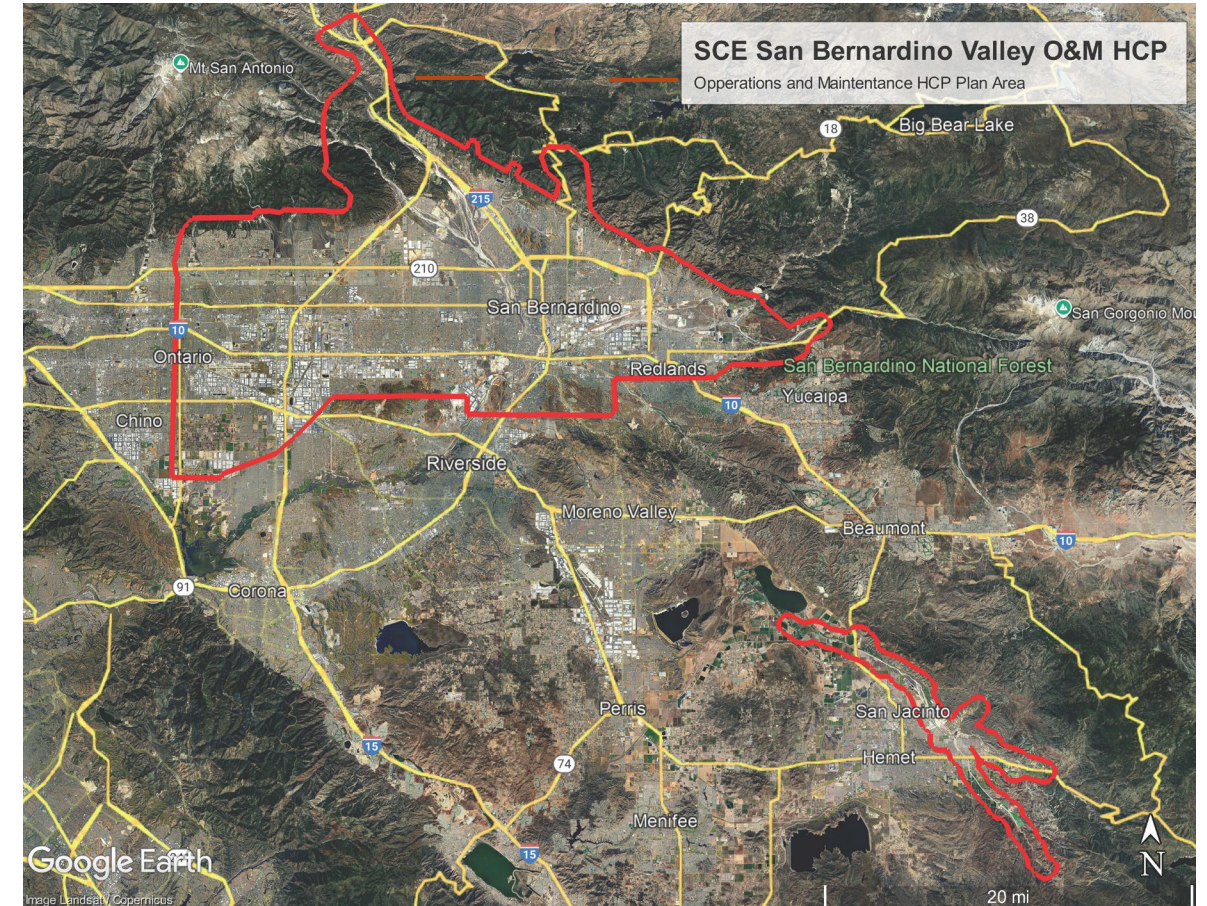 SCE San Bernardino Valley O&M HCP
Opperations and Maintentance HCP Plan Area
Mt San Antonio
18
Big Bear Lake
215
38
210
San Bernardino
San Gorgonio Mou
10
Ontario
Redlands
San Bernardino National Forest
Yucaipa
10
Chino
Riverside
Moreno Valley
Beaumont
10
91
Corona
Perris
San Jacinto
15
74
Hemet
Menifee
15
Google Earth
N
20 mi
Image Landsat / Copernicus